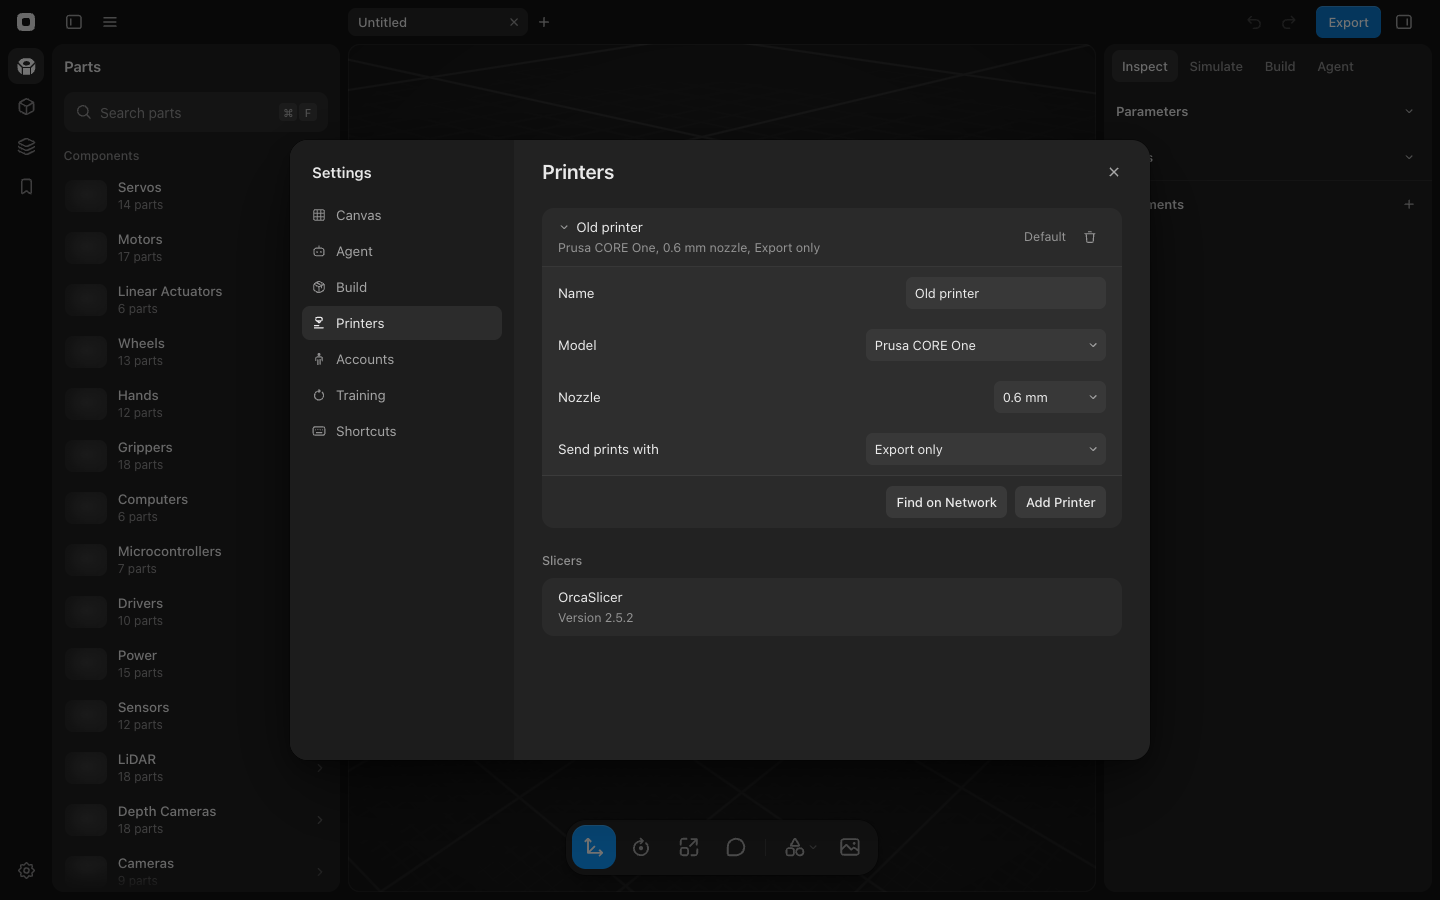 Untitled
Export
Parts
Search parts
⌘ F
Components
Servos
14 parts
Motors
17 parts
Linear Actuators
6 parts
Wheels
13 parts
Hands
12 parts
Grippers
18 parts
Computers
6 parts
Microcontrollers
7 parts
Drivers
10 parts
Power
15 parts
Sensors
12 parts
LiDAR
18 parts
Depth Cameras
18 parts
Cameras
9 parts
Settings
Canvas
Agent
Build
Printers
Accounts
Training
Shortcuts
Printers
Old printer
Prusa CORE One, 0.6 mm nozzle, Export only
Default
Name
Old printer
Model
Prusa CORE One
Nozzle
0.6 mm
Send prints with
Export only
Find on Network
Add Printer
Slicers
OrcaSlicer
Version 2.5.2
Inspect
Simulate
Build
Agent
Parameters